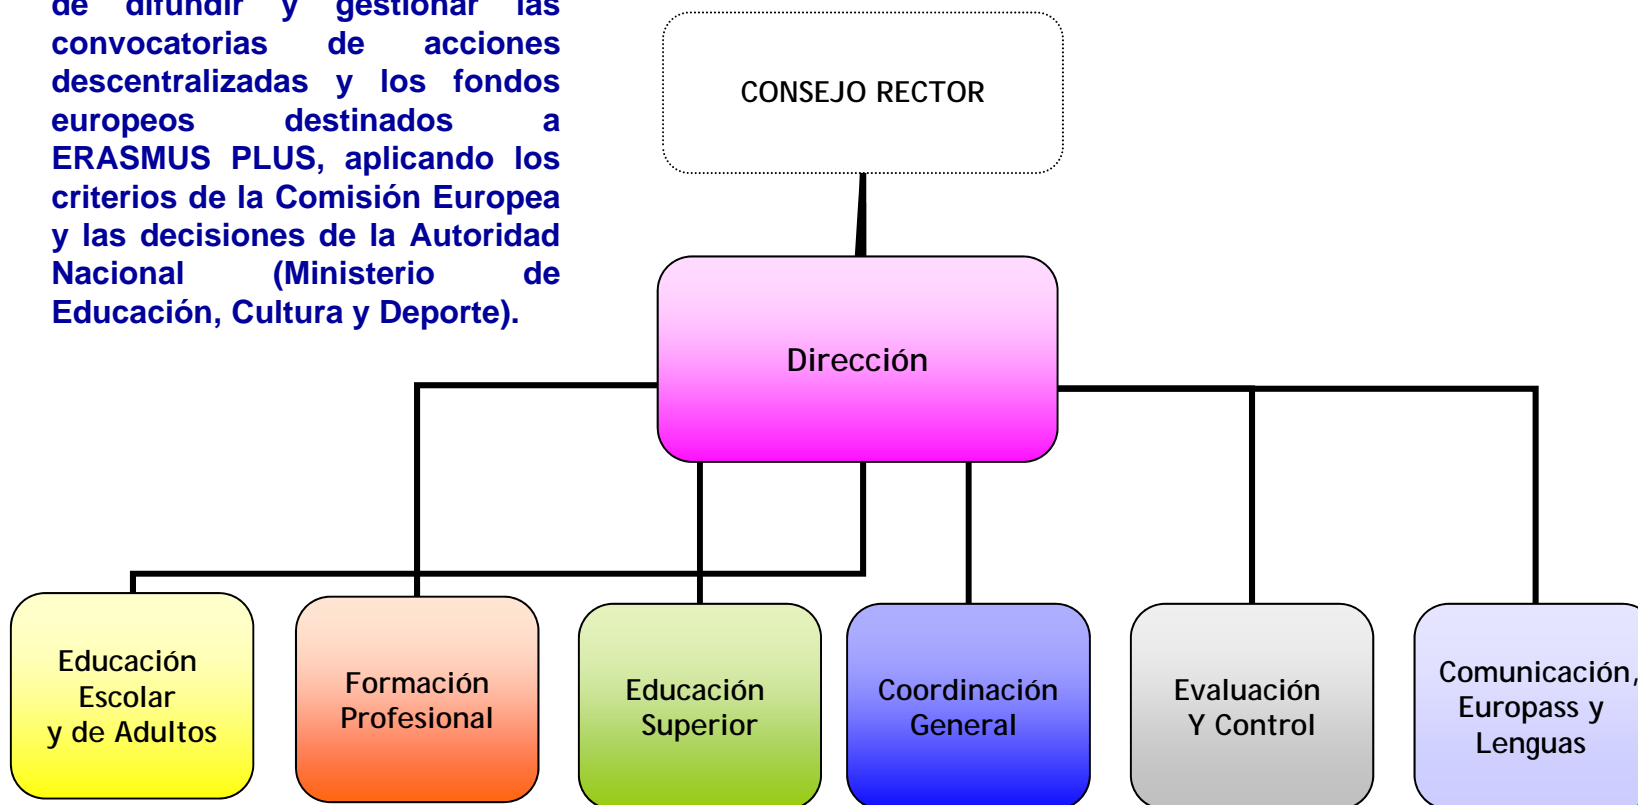 de difundir y gestionar las
convocatorias de acciones
descentralizadas y los fondos
europeos destinados a
ERASMUS PLUS, aplicando los
criterios de la Comisión Europea
y las decisiones de la Autoridad
Nacional (Ministerio de
Educación, Cultura y Deporte).
CONSEJO RECTOR
Dirección
Educación
Escolar
y de Adultos
Formación
Profesional
Educación
Superior
Coordinación
General
Evaluación
Y Control
Comunicación,
Europass y
Lenguas